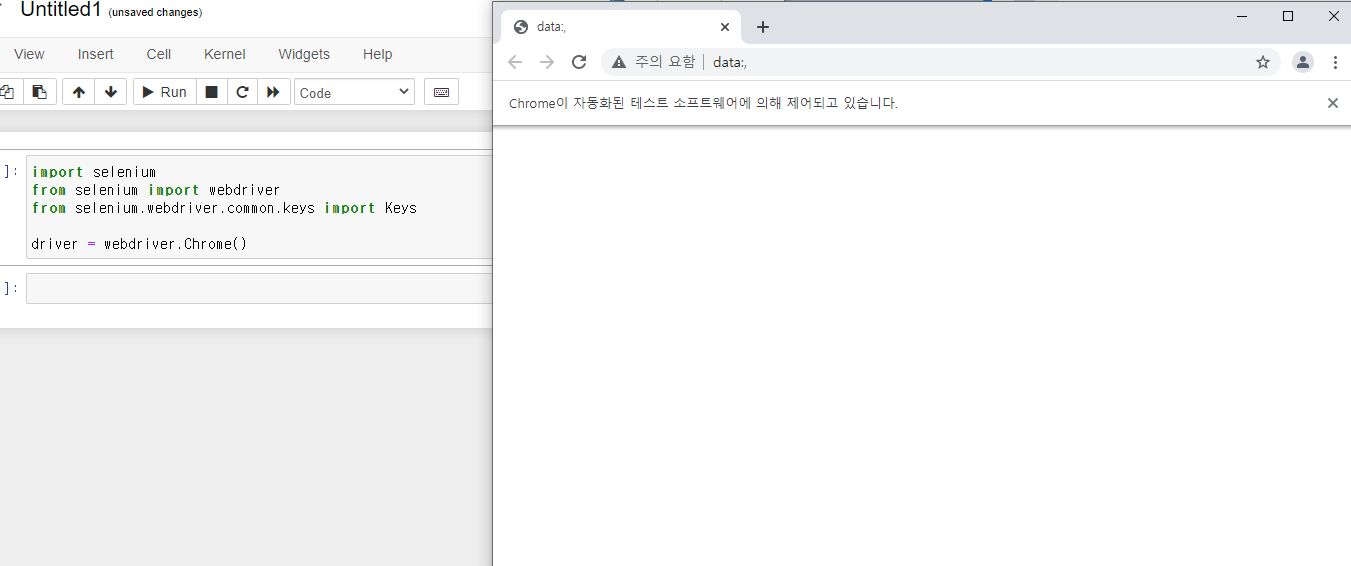 Untitled1 (unsaved changes)
View Insert Cell Kernel Widgets Help
Run Code
]:
import selenium
from selenium import webdriver
from selenium.webdriver.common.keys import Keys
driver = webdriver.Chrome()
]:
data:,
주의 요함 data:,
Chrome이 자동화된 테스트 소프트웨어에 의해 제어되고 있습니다.